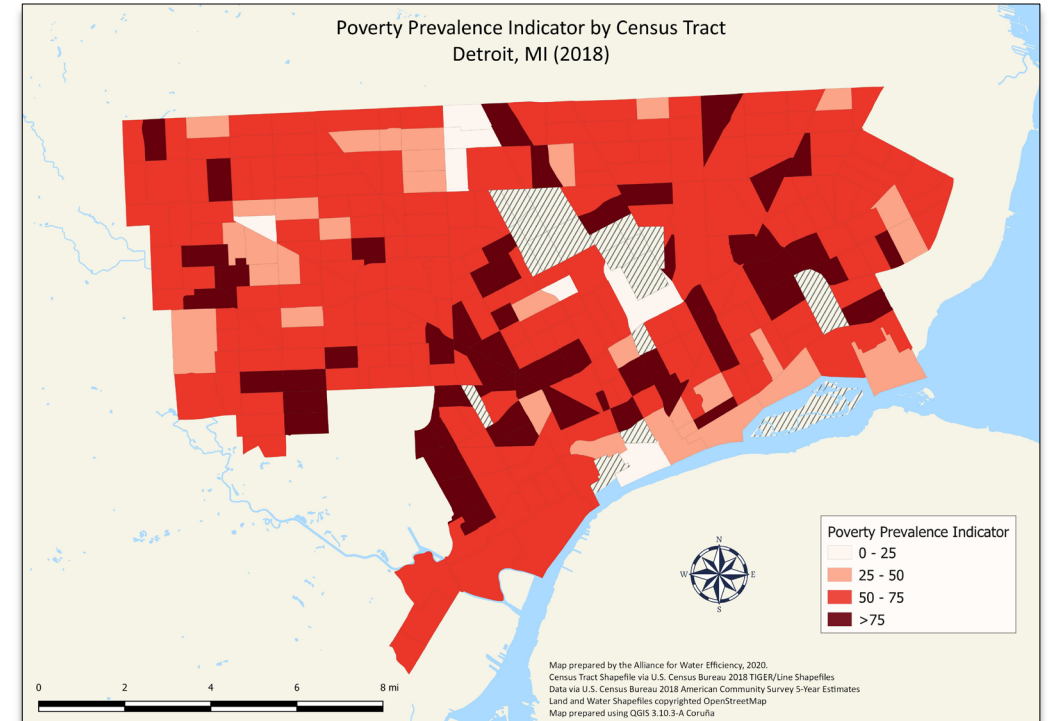 Poverty Prevalence Indicator by Census Tract
Detroit, MI (2018)
Poverty Prevalence Indicator
0 - 25
25 - 50
50 - 75
>75
N
W
E
S
0 2 4 6 8 mi
Map prepared by the Alliance for Water Efficiency, 2020.
Census Tract Shapefile via U.S. Census Bureau 2018 TIGER/Line Shapefiles
Data via U.S. Census Bureau 2018 American Community Survey 5-Year Estimates
Land and Water Shapefiles copyrighted OpenStreetMap
Map prepared using QGIS 3.10.3-A Coruña